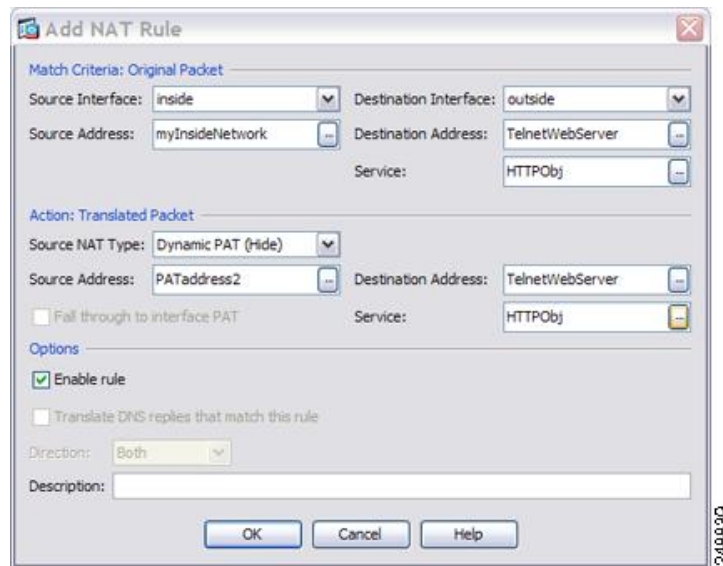 Add NAT Rule
Match Criteria: Original Packet
Source Interface: inside Destination Interface: outside
Source Address: myInsideNetwork ... Destination Address: TelnetWebServer ...
Service: HTTPObj ...
Action: Translated Packet
Source NAT Type: Dynamic PAT (Hide)
Source Address: PATaddress2 ... Destination Address: TelnetWebServer ...
Fall through to interface PAT Service: HTTPObj ...
Options
Enable rule
Translate DNS replies that match this rule
Direction: Both
Description:
OK Cancel Help
248839